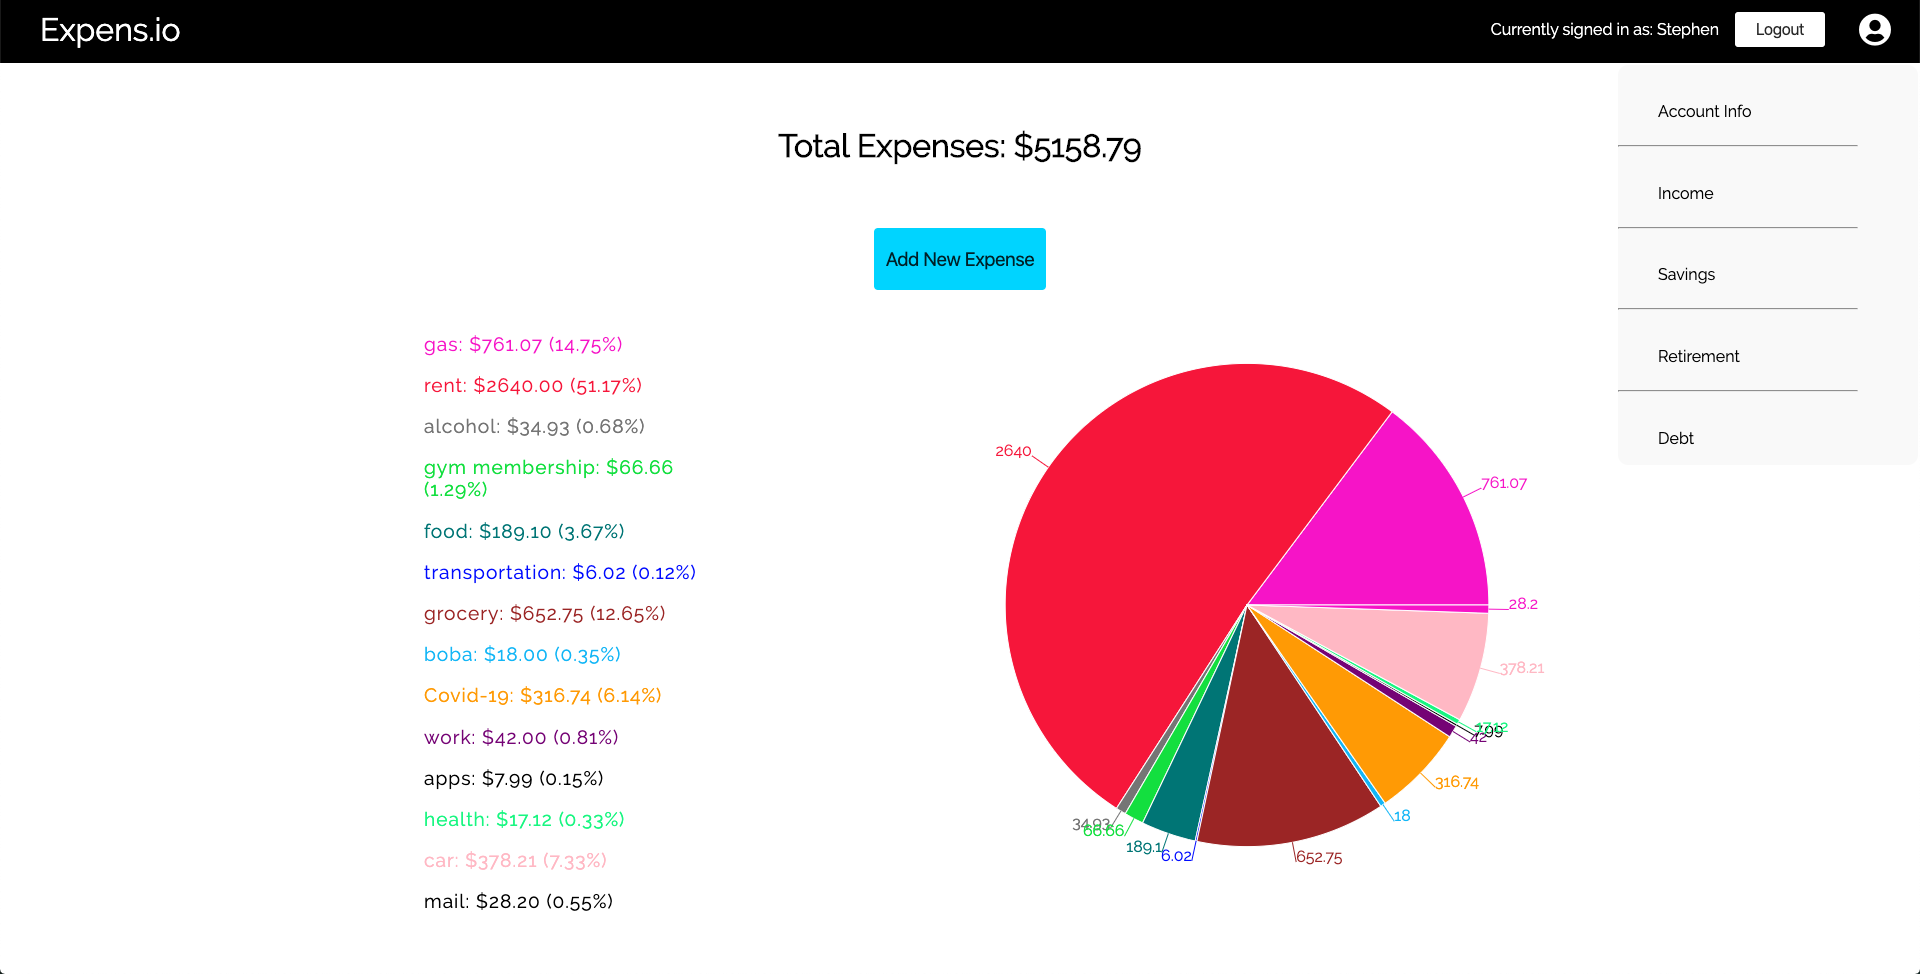 Expens.io
Currently signed in as: Stephen
Logout
Account Info
Income
Savings
Retirement
Debt
Total Expenses: $5158.79
Add New Expense
gas: $761.07 (14.75%)
rent: $2640.00 (51.17%)
alcohol: $34.93 (0.68%)
gym membership: $66.66
(1.29%)
food: $189.10 (3.67%)
transportation: $6.02 (0.12%)
grocery: $652.75 (12.65%)
boba: $18.00 (0.35%)
Covid-19: $316.74 (6.14%)
work: $42.00 (0.81%)
apps: $7.99 (0.15%)
health: $17.12 (0.33%)
car: $378.21 (7.33%)
mail: $28.20 (0.55%)
2640
761.07
28.2
378.21
17.12
7.99
42
316.74
18
652.75
6.02
189.1
66.66
34.93